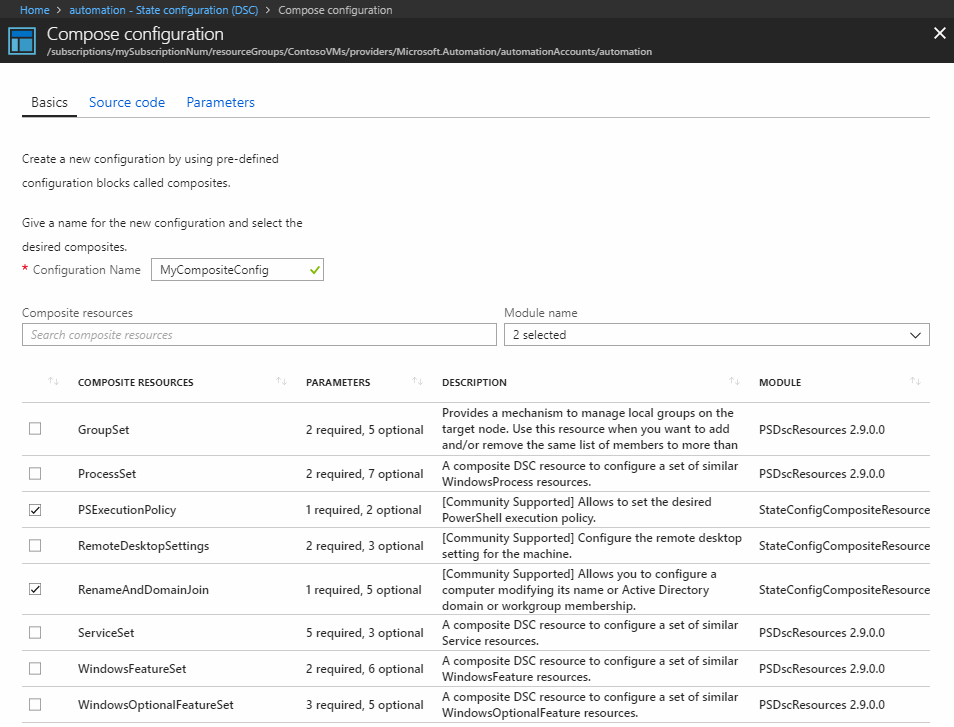 Home > automation - State configuration (DSC) > Compose configuration
Compose configuration
/subscriptions/mySubscriptionNum/resourceGroups/ContosoVMs/providers/Microsoft.Automation/automationAccounts/automation
Basics Source code Parameters
Create a new configuration by using pre-defined
configuration blocks called composites.
Give a name for the new configuration and select the
desired composites.
* Configuration Name MyCompositeConfig
Composite resources Module name
Search composite resources 2 selected
COMPOSITE RESOURCES PARAMETERS DESCRIPTION MODULE
GroupSet 2 required, 5 optional Provides a mechanism to manage local groups on the
target node. Use this resource when you want to add
and/or remove the same list of members to more than
PSDscResources 2.9.0.0
ProcessSet 2 required, 7 optional A composite DSC resource to configure a set of similar
WindowsProcess resources.
PSDscResources 2.9.0.0
PSExecutionPolicy 1 required, 2 optional [Community Supported] Allows to set the desired
PowerShell execution policy.
StateConfigCompositeResource
RemoteDesktopSettings 2 required, 3 optional [Community Supported] Configure the remote desktop
setting for the machine.
StateConfigCompositeResource
RenameAndDomainJoin 1 required, 5 optional [Community Supported] Allows you to configure a
computer modifying its name or Active Directory
domain or workgroup membership.
StateConfigCompositeResource
ServiceSet 5 required, 3 optional A composite DSC resource to configure a set of similar
Service resources.
PSDscResources 2.9.0.0
WindowsFeatureSet 2 required, 6 optional A composite DSC resource to configure a set of similar
WindowsFeature resources.
PSDscResources 2.9.0.0
WindowsOptionalFeatureSet 3 required, 5 optional A composite DSC resource to configure a set of similar
WindowsOptionalFeature resources.
PSDscResources 2.9.0.0